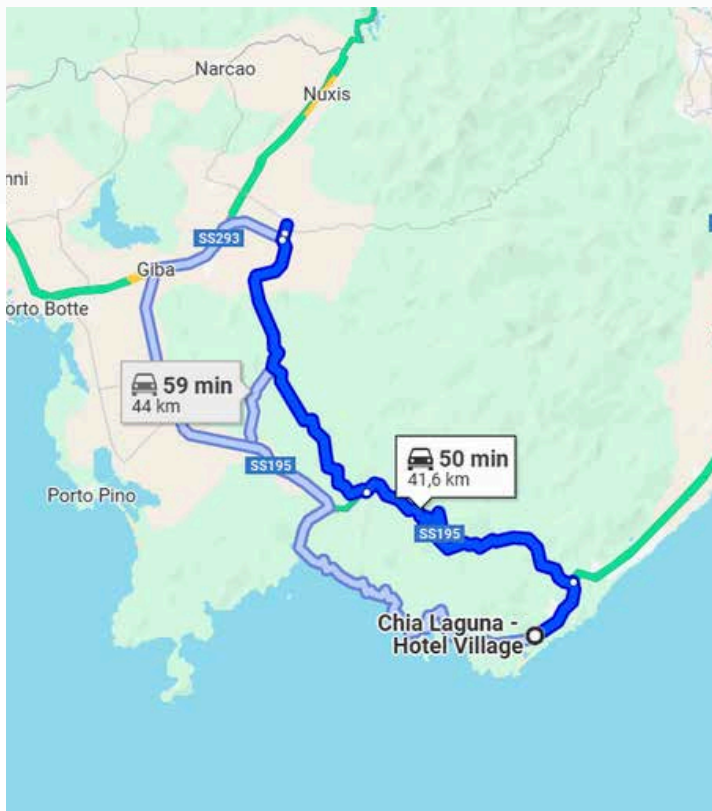 Narcao
Nuxis
nni
SS293
Giba
orto Botte
59 min
44 km
50 min
41,6 km
SS195
Porto Pino
SS195
Chia Laguna -
Hotel Village